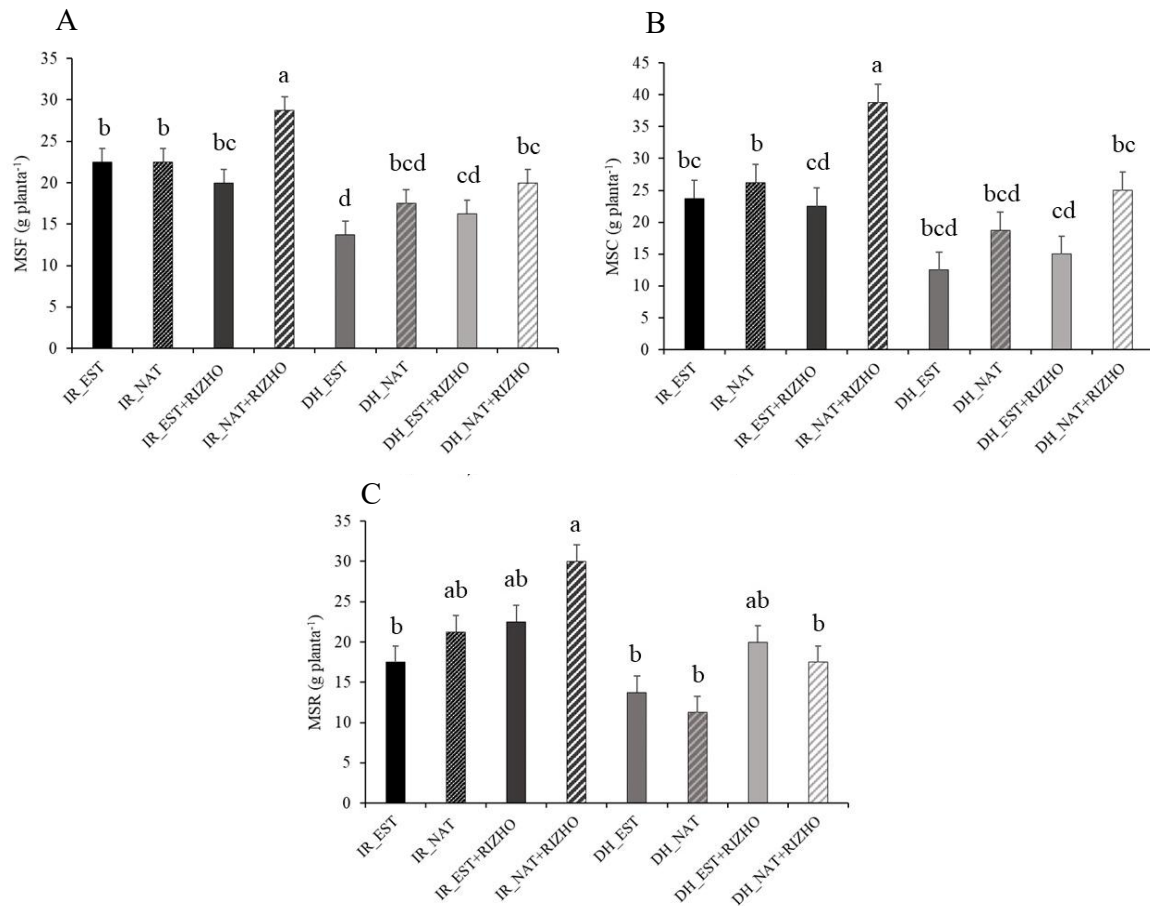 A
MSF (g planta⁻¹)
35
30
25
20
15
10
5
0
b
b
bc
a
d
bcd
cd
bc
IR_EST
IR_NAT
IR_EST+RIZHO
IR_NAT+RIZHO
DH_EST
DH_NAT
DH_EST+RIZHO
DH_NAT+RIZHO
B
MSC (g planta⁻¹)
45
40
35
30
25
20
15
10
5
0
bc
b
cd
a
bcd
bcd
cd
bc
IR_EST
IR_NAT
IR_EST+RIZHO
IR_NAT+RIZHO
DH_EST
DH_NAT
DH_EST+RIZHO
DH_NAT+RIZHO
C
MSR (g planta⁻¹)
35
30
25
20
15
10
5
0
b
ab
ab
a
b
b
ab
b
IR_EST
IR_NAT
IR_EST+RIZHO
IR_NAT+RIZHO
DH_EST
DH_NAT
DH_EST+RIZHO
DH_NAT+RIZHO